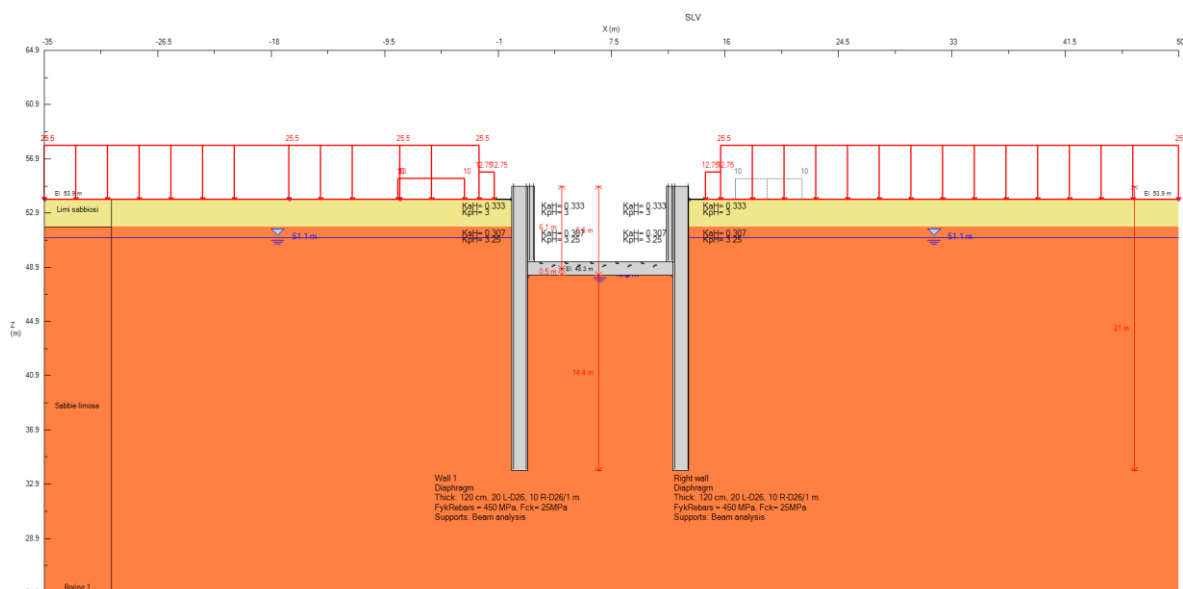 SLV
X (m)
-35 -26.5 -18 -9.5 -1 7.5 16 24.5 33 41.5 50
64.9
60.9
56.9
52.9
48.9
44.9
40.9
36.9
32.9
28.9
Z
(m)
25.5 25.5 25.5 25.5 25.5
12.75 12.75
10 10
El. 53.9 m
Limi sabbiosi
KaH= 0.333
KpH= 3
KaH= 0.333
KpH= 3
KaH= 0.333
KpH= 3
KaH= 0.333
KpH= 3
El. 53.9 m
51.1 m
KaH= 0.307
KpH= 3.25
KaH= 0.307
KpH= 3.25
KaH= 0.307
KpH= 3.25
KaH= 0.307
KpH= 3.25
51.1 m
6.1 m
0.5 m
21 m
14.4 m
Sabbie limose
Wall 1
Diaphragm
Thick: 120 cm, 20 L-D26, 10 R-D26/1 m
FykRebars = 450 MPa, Fck= 25MPa
Supports: Beam analysis
Right wall
Diaphragm
Thick: 120 cm, 20 L-D26, 10 R-D26/1 m
FykRebars = 450 MPa, Fck= 25MPa
Supports: Beam analysis
Boring 1